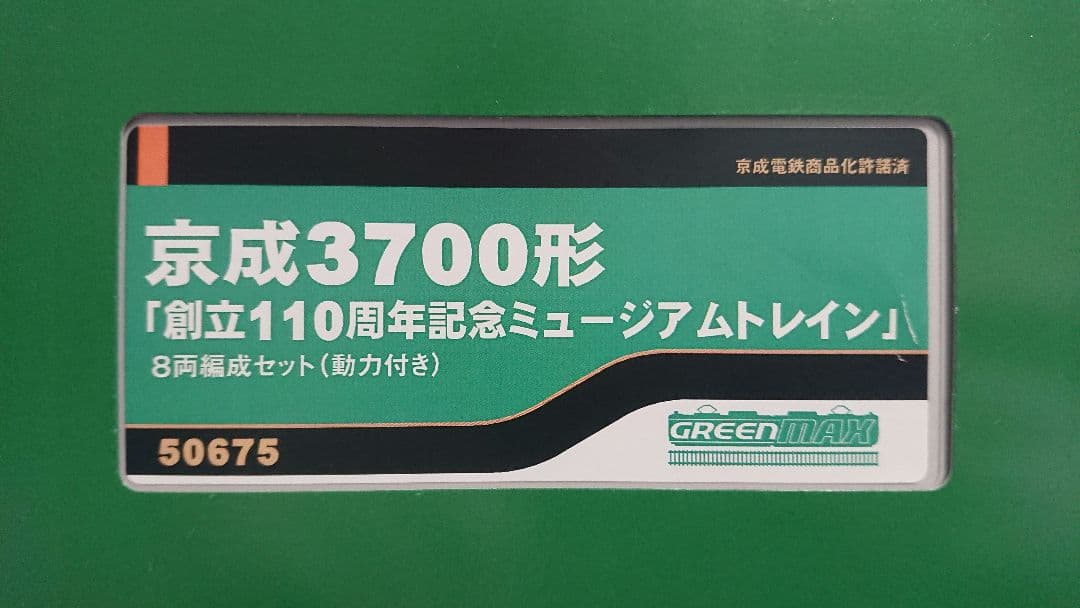 京成電鉄商品化許諾済
京成3700形
「創立110周年記念ミュージアムトレイン」
８両編成セット（動力付き）
50675
GREENMAX